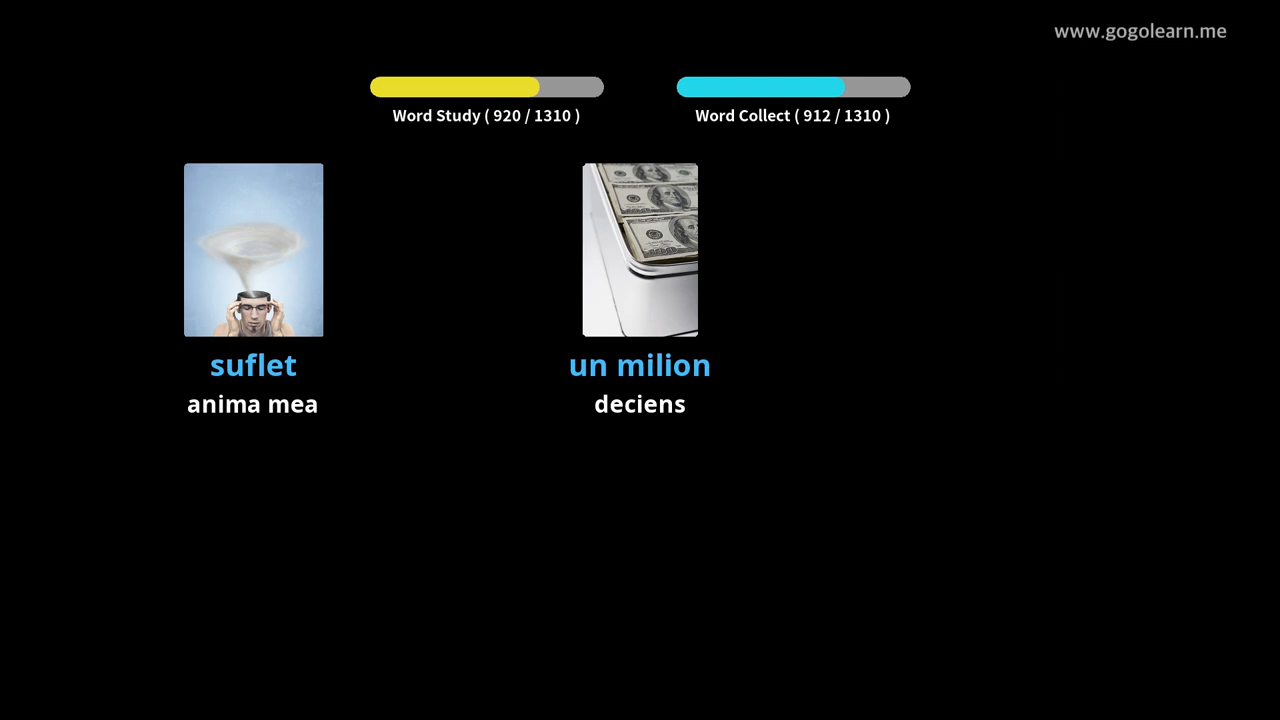 www.gogolearn.me
Word Study ( 920 / 1310 )
Word Collect ( 912 / 1310 )
suflet
anima mea
un milion
deciens